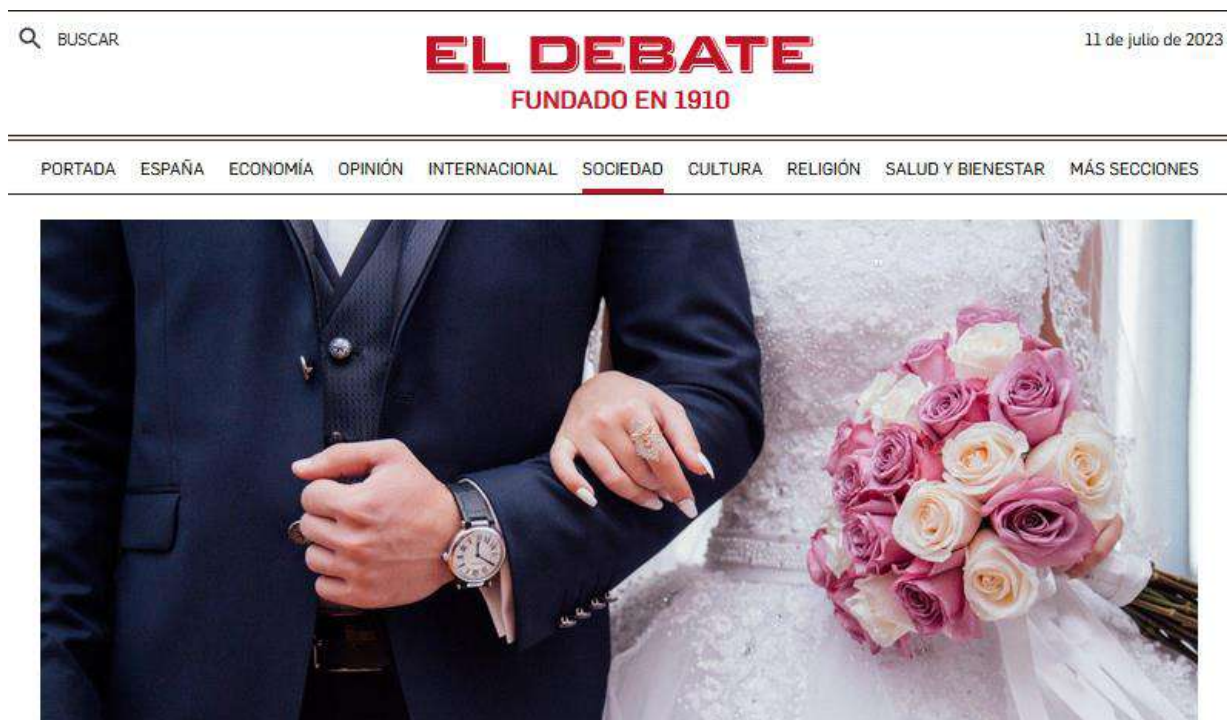 BUSCAR
EL DEBATE
11 de julio de 2023
FUNDADO EN 1910
PORTADA ESPAÑA ECONOMÍA OPINIÓN INTERNACIONAL SOCIEDAD CULTURA RELIGIÓN SALUD Y BIENESTAR MÁS SECCIONES